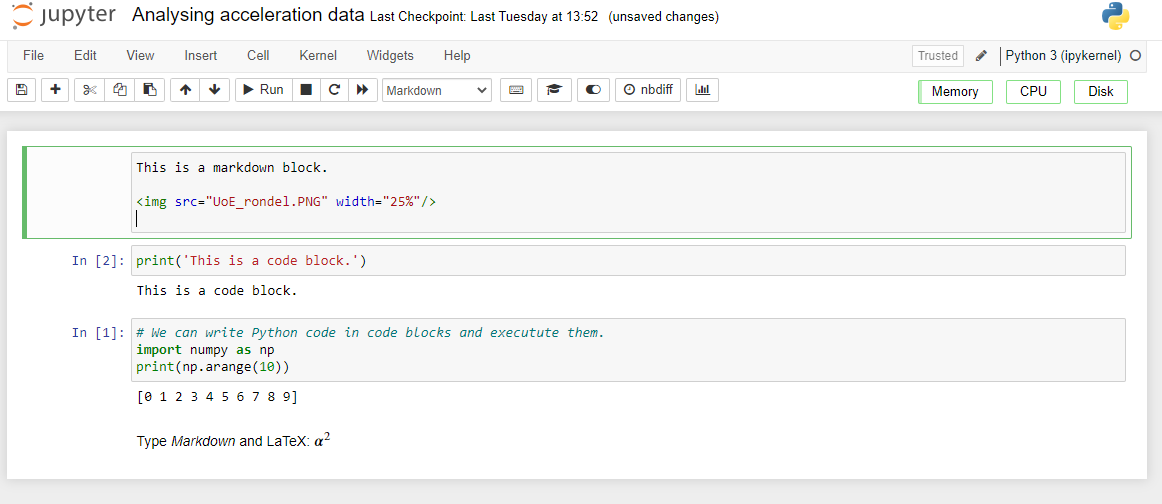 jupyter Analysing acceleration data Last Checkpoint: Last Tuesday at 13:52 (unsaved changes)
File Edit View Insert Cell Kernel Widgets Help Trusted Python 3 (ipykernel)
Run Markdown nbdiff Memory CPU Disk
This is a markdown block.
<img src="UoE_rondel.PNG" width="25%"/>
In [2]: print('This is a code block.')
This is a code block.
In [1]: # We can write Python code in code blocks and executute them.
import numpy as np
print(np.arange(10))
[0 1 2 3 4 5 6 7 8 9]
Type Markdown and LaTeX: α²